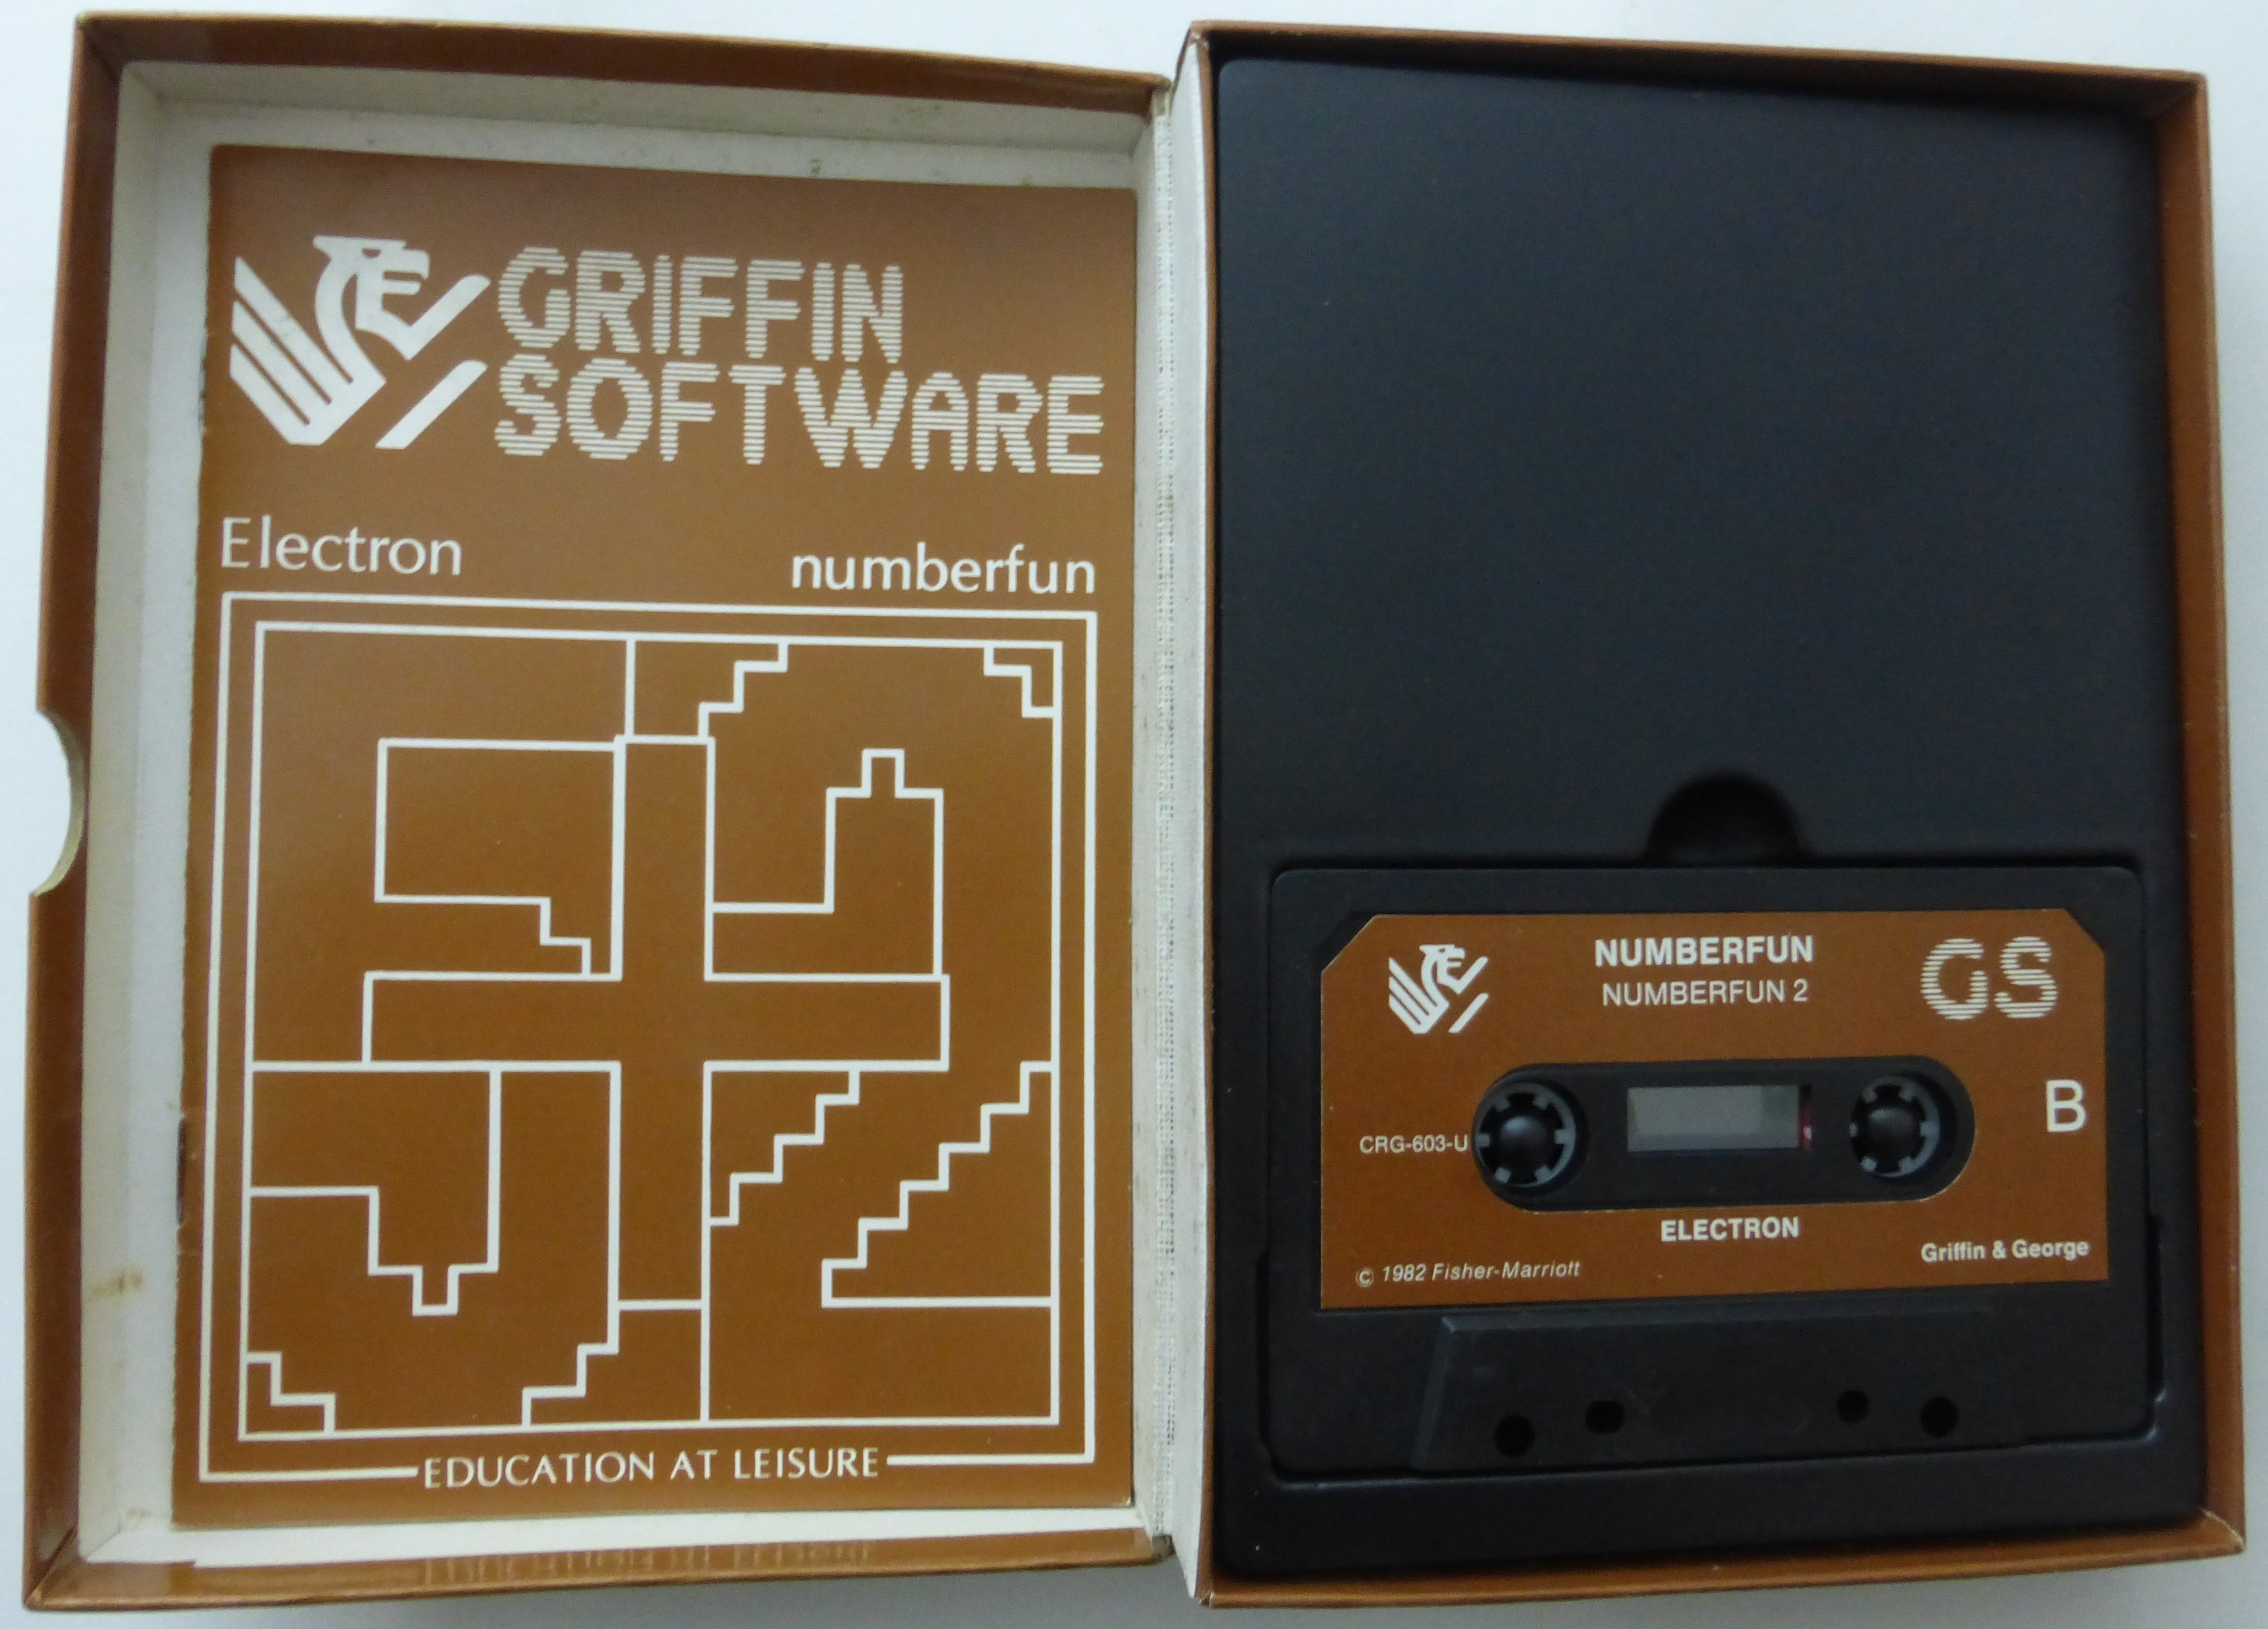 GRIFFIN
SOFTWARE
Electron
numberfun
EDUCATION AT LEISURE
NUMBERFUN
NUMBERFUN 2
GS
B
CRG-603-U
ELECTRON
© 1982 Fisher-Marriott
Griffin & George